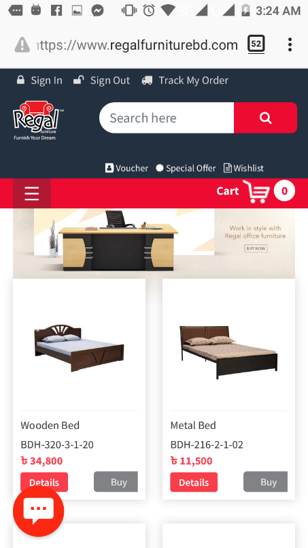 3:24 AM
https://www.regalfurniturebd.com
52
Sign In Sign Out Track My Order
Regal
Furniture
Furnish Your Dream
Search here
Voucher Special Offer Wishlist
Cart 0
Work in style with
Regal office furniture
BUY NOW
Wooden Bed
BDH-320-3-1-20
৳ 34,800
Details Buy
Metal Bed
BDH-216-2-1-02
৳ 11,500
Details Buy